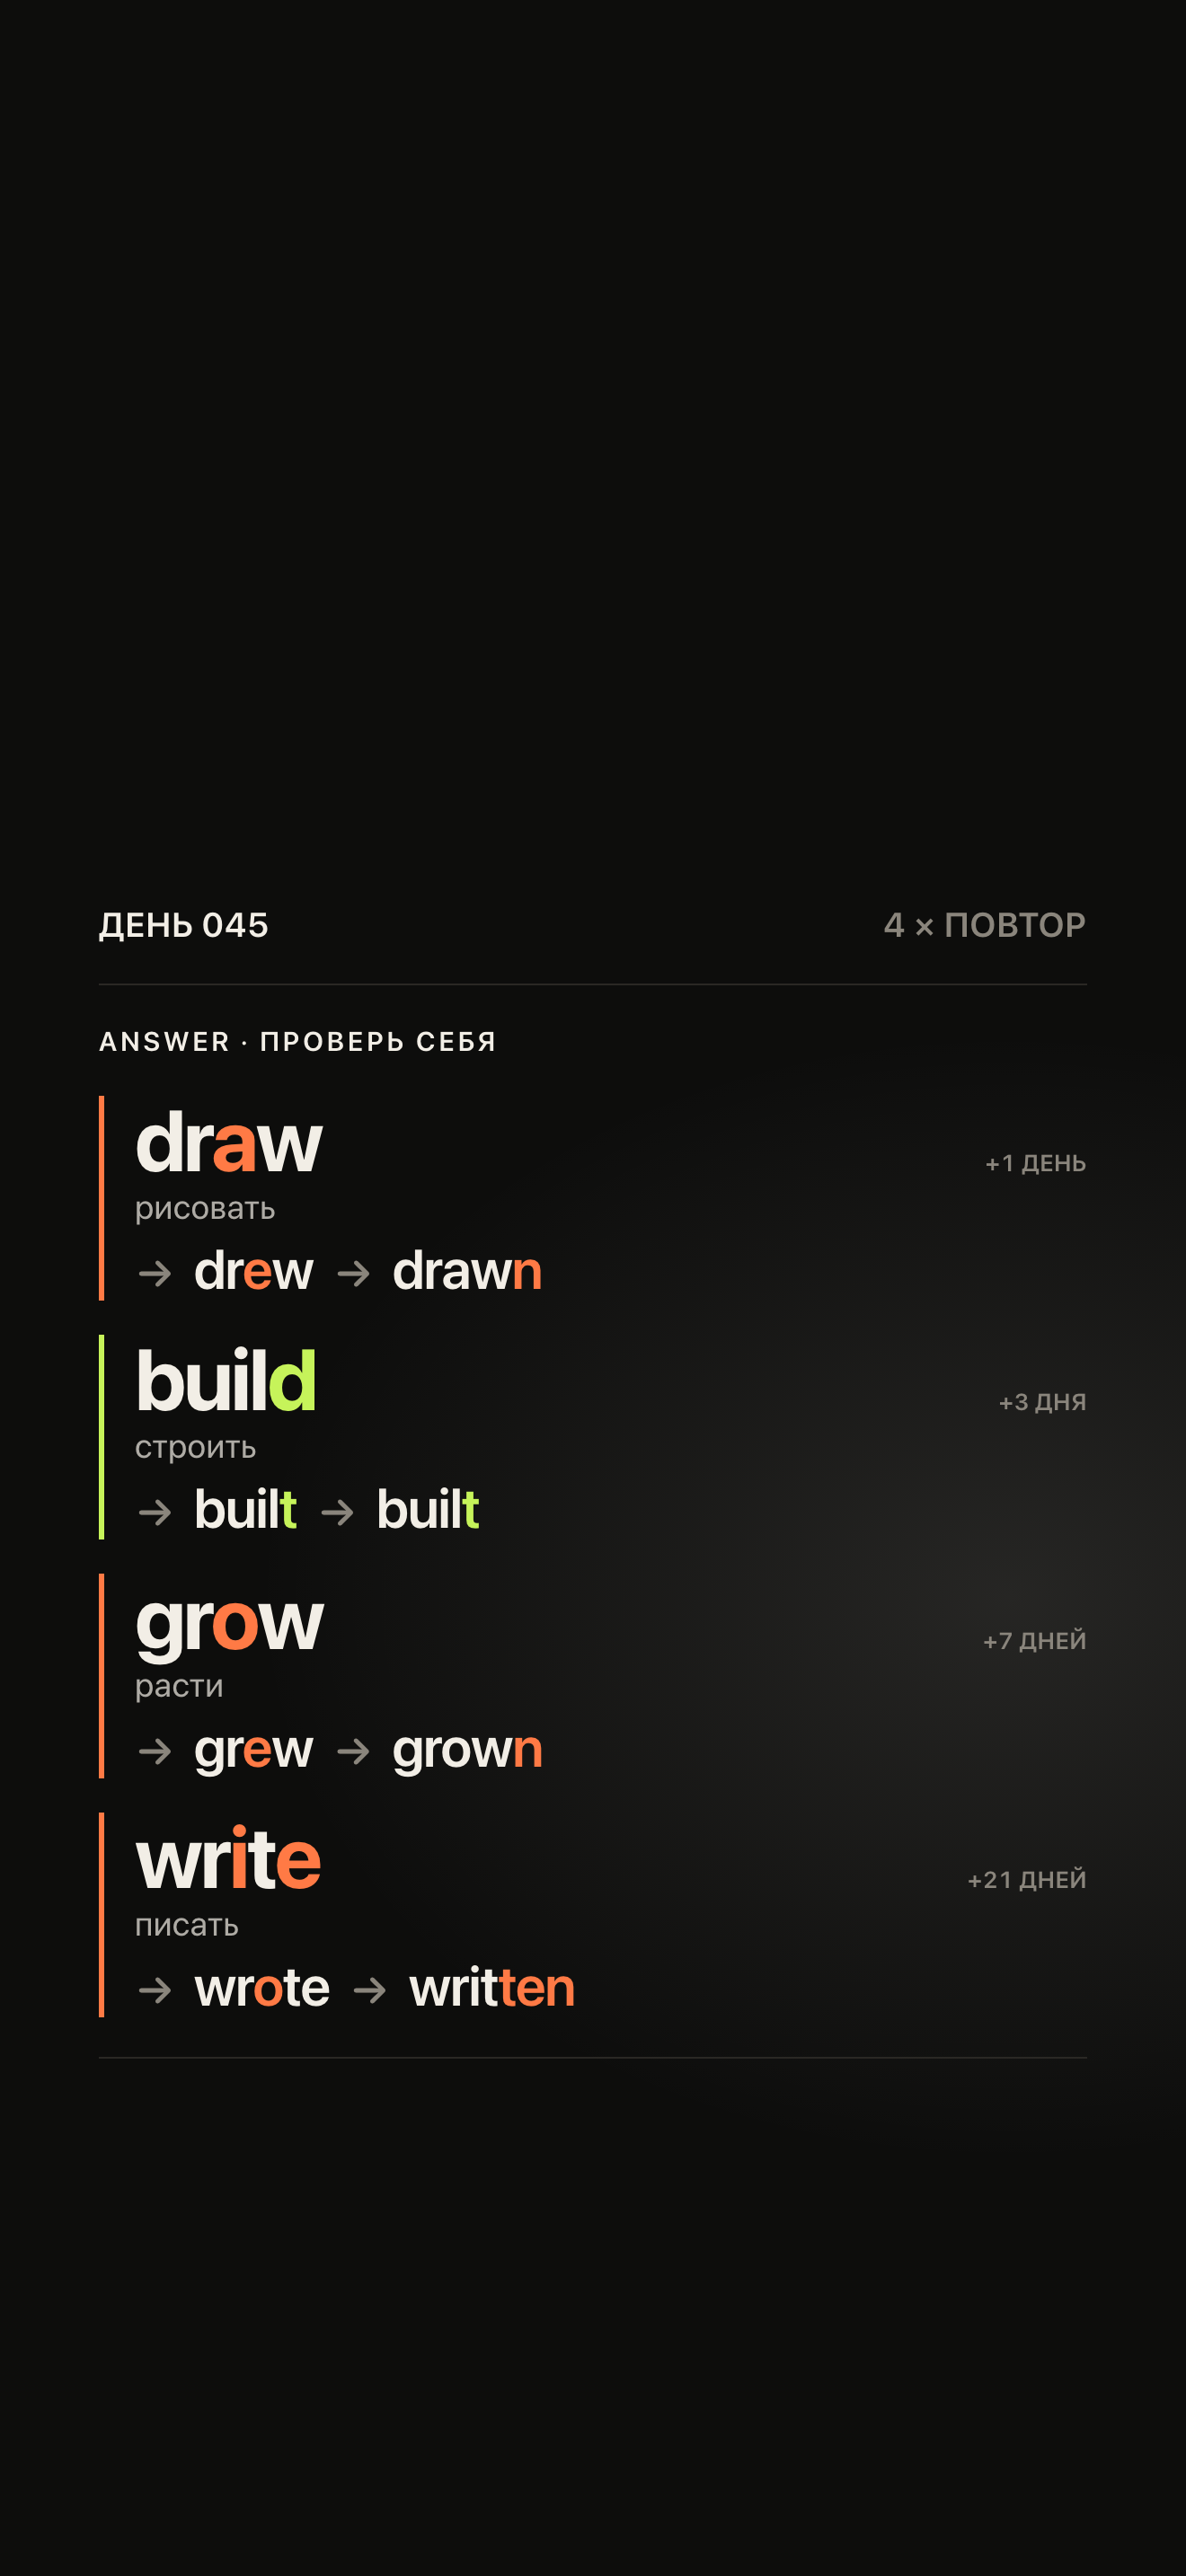 ДЕНЬ 045 4 × ПОВТОР
ANSWER · ПРОВЕРЬ СЕБЯ
draw
+1 ДЕНЬ
рисовать
→ drew → drawn
build
+3 ДНЯ
строить
→ built → built
grow
+7 ДНЕЙ
расти
→ grew → grown
write
+21 ДНЕЙ
писать
→ wrote → written